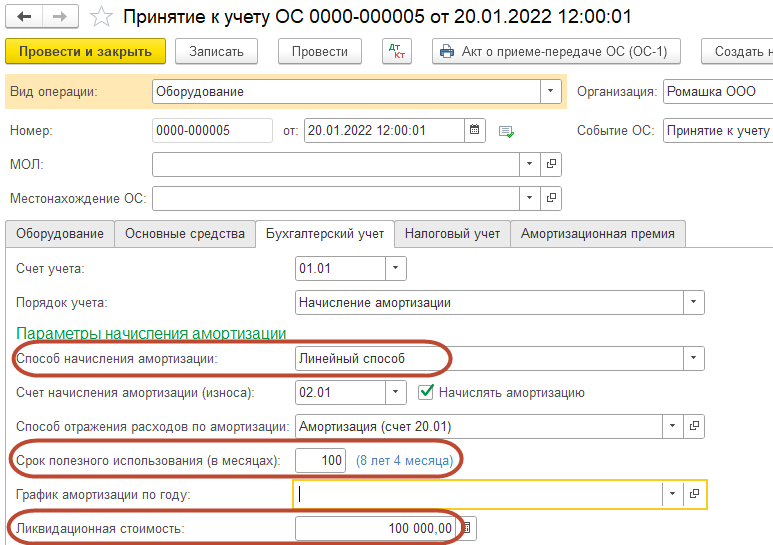 Принятие к учету ОС 0000-000005 от 20.01.2022 12:00:01
Провести и закрыть Записать Провести Дт Кт Акт о приеме-передаче ОС (ОС-1) Создать н
Вид операции: Оборудование Организация: Ромашка ООО
Номер: 0000-000005 от: 20.01.2022 12:00:01 Событие ОС: Принятие к учету
МОЛ:
Местонахождение ОС:
Оборудование Основные средства Бухгалтерский учет Налоговый учет Амортизационная премия
Счет учета: 01.01
Порядок учета: Начисление амортизации
Параметры начисления амортизации
Способ начисления амортизации: Линейный способ
Счет начисления амортизации (износа): 02.01 Начислять амортизацию
Способ отражения расходов по амортизации: Амортизация (счет 20.01)
Срок полезного использования (в месяцах): 100 (8 лет 4 месяца)
График амортизации по году:
Ликвидационная стоимость: 100 000,00